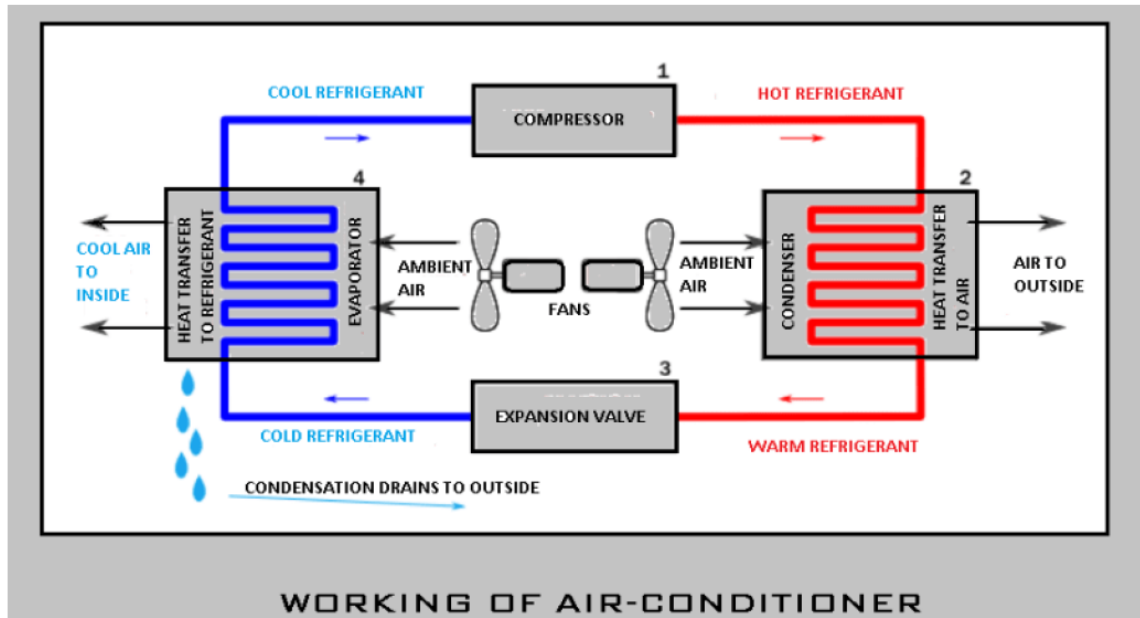 1
COOL REFRIGERANT
HOT REFRIGERANT
COMPRESSOR
4
2
COOL AIR
TO
INSIDE
HEAT TRANSFER
TO REFRIGERANT
EVAPORATOR
AMBIENT
AIR
FANS
AMBIENT
AIR
CONDENSER
HEAT TRANSFER
TO AIR
AIR TO
OUTSIDE
3
EXPANSION VALVE
COLD REFRIGERANT
WARM REFRIGERANT
CONDENSATION DRAINS TO OUTSIDE
WORKING OF AIR-CONDITIONER